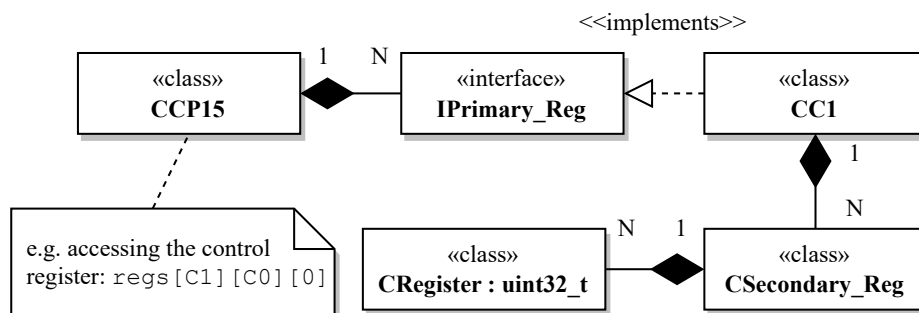 <<implements>>
«class»
CCP15
1
N
«interface»
IPrimary_Reg
«class»
CC1
1
N
e.g. accessing the control
register: regs[C1][C0][0]
«class»
CRegister : uint32_t
N
1
«class»
CSecondary_Reg